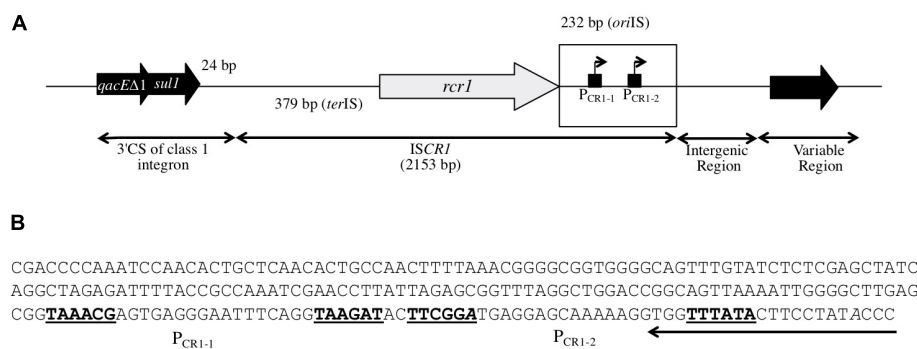 A
232 bp (oriIS)
24 bp
qacEΔ1 sul1
rcr1
379 bp (terIS)
PCR1-1 PCR1-2
3'CS of class 1 integron
ISCR1
(2153 bp)
Intergenic Region
Variable Region
B
CGACCCCAAATCCAACACTGCTCAACACTGCCAACTTTTAAACGGGGCGGTGGGGCAGTTTGTATCTCTCGAGCTATC
AGGCTAGAGATTTTACCGCCAAATCGAACCTTATTAGAGCGGTTTAGGCTGGACCGGCAGTTAAAATTGGGGCTTGAG
CGGTAAACGAGTGAGGGAATTTCAGGTAAGATACTTCGGAATGAGGAGCAAAAAGGTGGTTTATACTTCCTATACCC
PCR1-1 PCR1-2